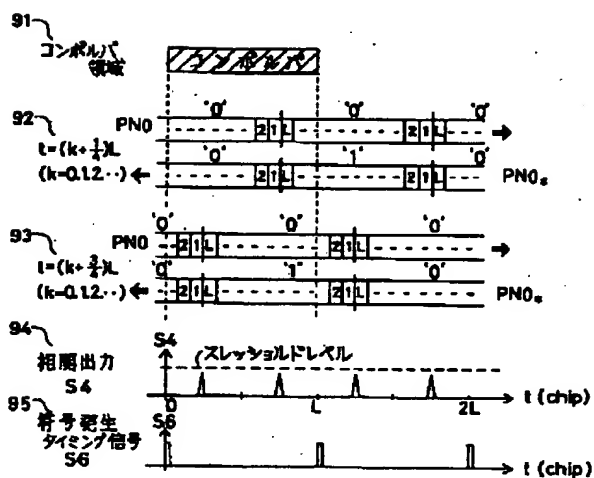 91
コンボルバ
領域
コンボルバ
92
PN0
'0' '0' '0'
2 1 L 2 1 L
t=(k+1/4)L
(k=0.1.2‥)
'0' '1' '0'
2 1 L 2 1 L
PN0*
93
'0' '0' '0'
PN0
2 1 L 2 1 L
t=(k+3/4)L
(k=0.1.2‥)
'0' '1' '0'
2 1 L 2 1 L
PN0*
94
相関出力
S4
S4
スレッショルドレベル
0 L 2L
t (chip)
95
符号発生
タイミング信号
S6
S6
t (chip)